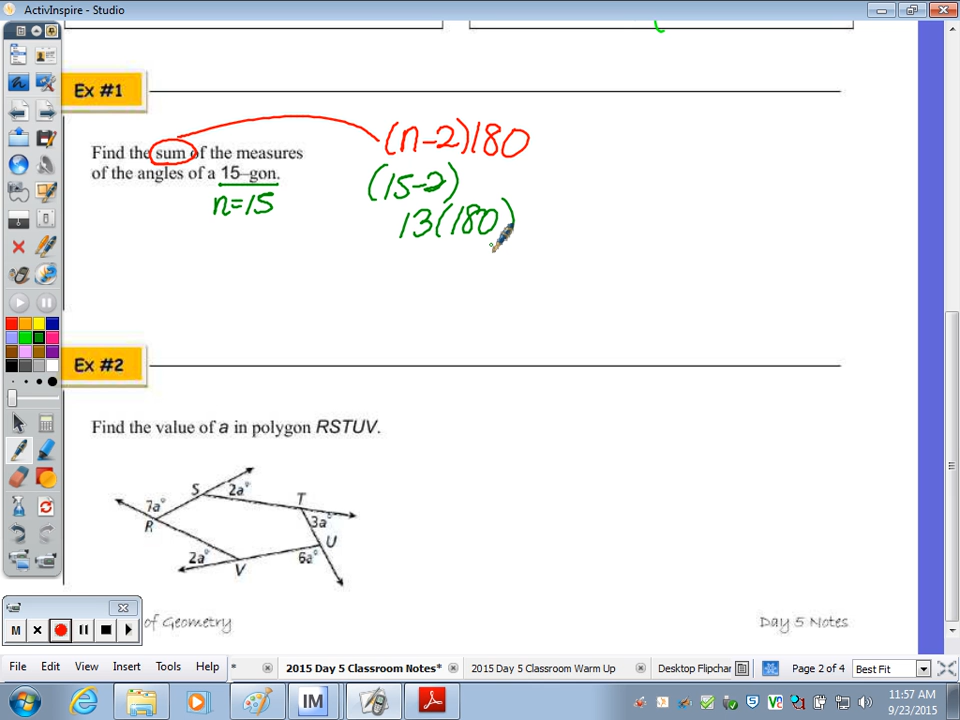 ActivInspire - Studio
Ex #1
Find the sum of the measures
of the angles of a 15-gon.
n=15
(n-2)180
(15-2)
13(180)
Ex #2
Find the value of a in polygon RSTUV.
S
2a°
T
7a°
R
3a°
U
2a°
V
6a°
M
of Geometry
Day 5 Notes
File Edit View Insert Tools Help
2015 Day 5 Classroom Notes*
2015 Day 5 Classroom Warm Up
Desktop Flipchar
Page 2 of 4
Best Fit
IM
11:57 AM
9/23/2015